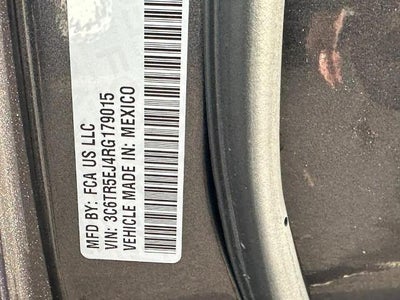 MFD BY: FCA US LLC
VIN: 3C6TR5EJ4RG179015
VEHICLE MADE IN: MEXICO